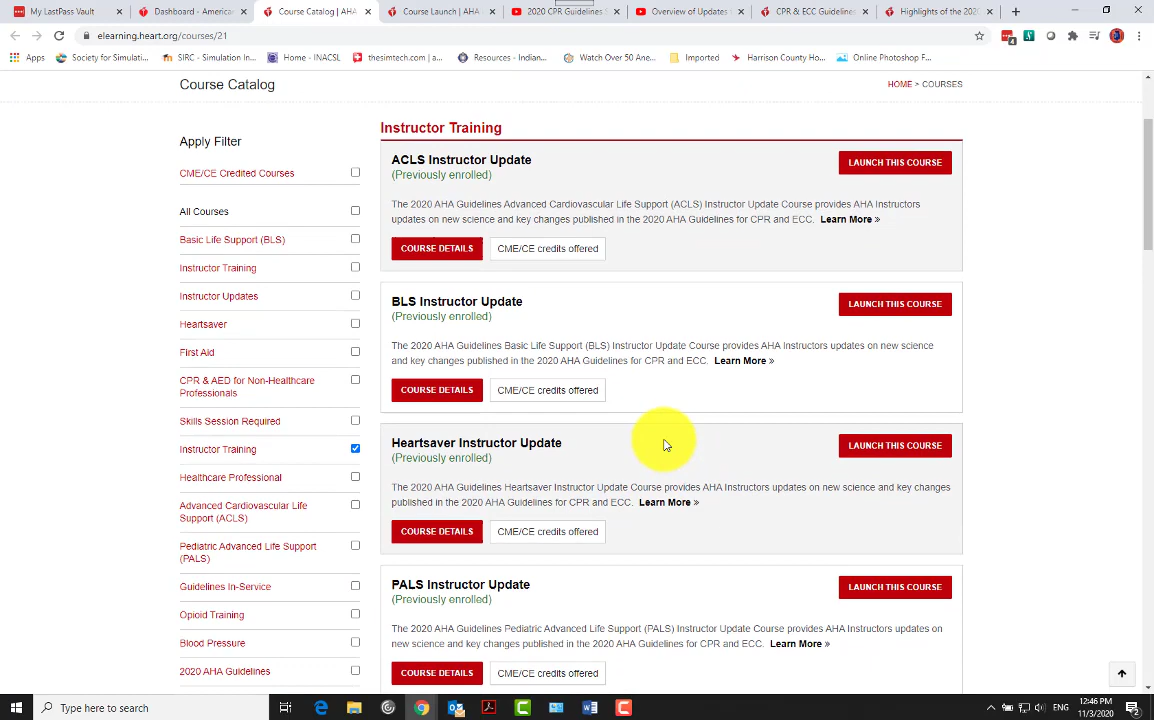 My LastPass Vault
Dashboard - America
Course Catalog | AHA
Course Launch | AHA
2020 CPR Guidelines S
Overview of Updates
CPR & ECC Guidelines
Highlights of the 202
elearning.heart.org/courses/21
4
Apps
Society for Simulati...
SIRC - Simulation In...
Home - INACSL
thesimtech.com | a...
Resources - Indian...
Watch Over 50 Ane...
Imported
Harrison County Ho...
Online Photoshop F...
Course Catalog
HOME > COURSES
Apply Filter
CME/CE Credited Courses
All Courses
Basic Life Support (BLS)
Instructor Training
Instructor Updates
Heartsaver
First Aid
CPR & AED for Non-Healthcare
Professionals
Skills Session Required
Instructor Training
Healthcare Professional
Advanced Cardiovascular Life
Support (ACLS)
Pediatric Advanced Life Support
(PALS)
Guidelines In-Service
Opioid Training
Blood Pressure
2020 AHA Guidelines
Instructor Training
ACLS Instructor Update
LAUNCH THIS COURSE
(Previously enrolled)
The 2020 AHA Guidelines Advanced Cardiovascular Life Support (ACLS) Instructor Update Course provides AHA Instructors
updates on new science and key changes published in the 2020 AHA Guidelines for CPR and ECC. Learn More »
COURSE DETAILS
CME/CE credits offered
BLS Instructor Update
LAUNCH THIS COURSE
(Previously enrolled)
The 2020 AHA Guidelines Basic Life Support (BLS) Instructor Update Course provides AHA Instructors updates on new science
and key changes published in the 2020 AHA Guidelines for CPR and ECC. Learn More »
COURSE DETAILS
CME/CE credits offered
Heartsaver Instructor Update
LAUNCH THIS COURSE
(Previously enrolled)
The 2020 AHA Guidelines Heartsaver Instructor Update Course provides AHA Instructors updates on new science and key changes
published in the 2020 AHA Guidelines for CPR and ECC. Learn More »
COURSE DETAILS
CME/CE credits offered
PALS Instructor Update
LAUNCH THIS COURSE
(Previously enrolled)
The 2020 AHA Guidelines Pediatric Advanced Life Support (PALS) Instructor Update Course provides AHA Instructors updates on
new science and key changes published in the 2020 AHA Guidelines for CPR and ECC. Learn More »
COURSE DETAILS
CME/CE credits offered
Type here to search
ENG
12:46 PM
11/3/2020
2